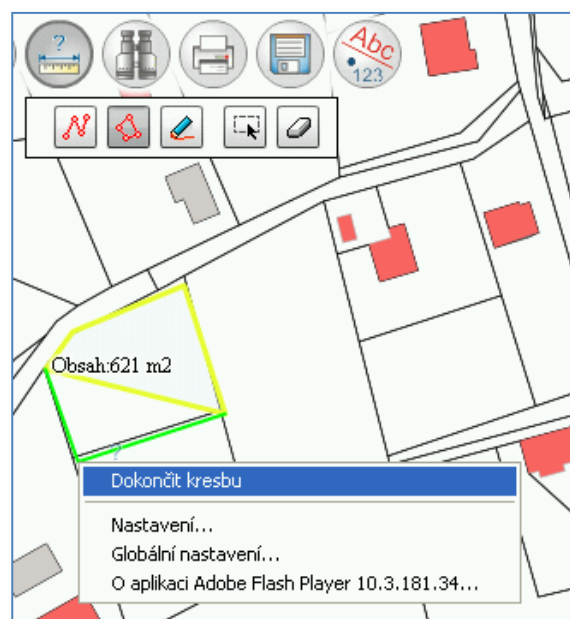 ?
Abc
123
Obsah:621 m2
?
Dokončit kresbu
Nastavení...
Globální nastavení...
O aplikaci Adobe Flash Player 10.3.181.34...